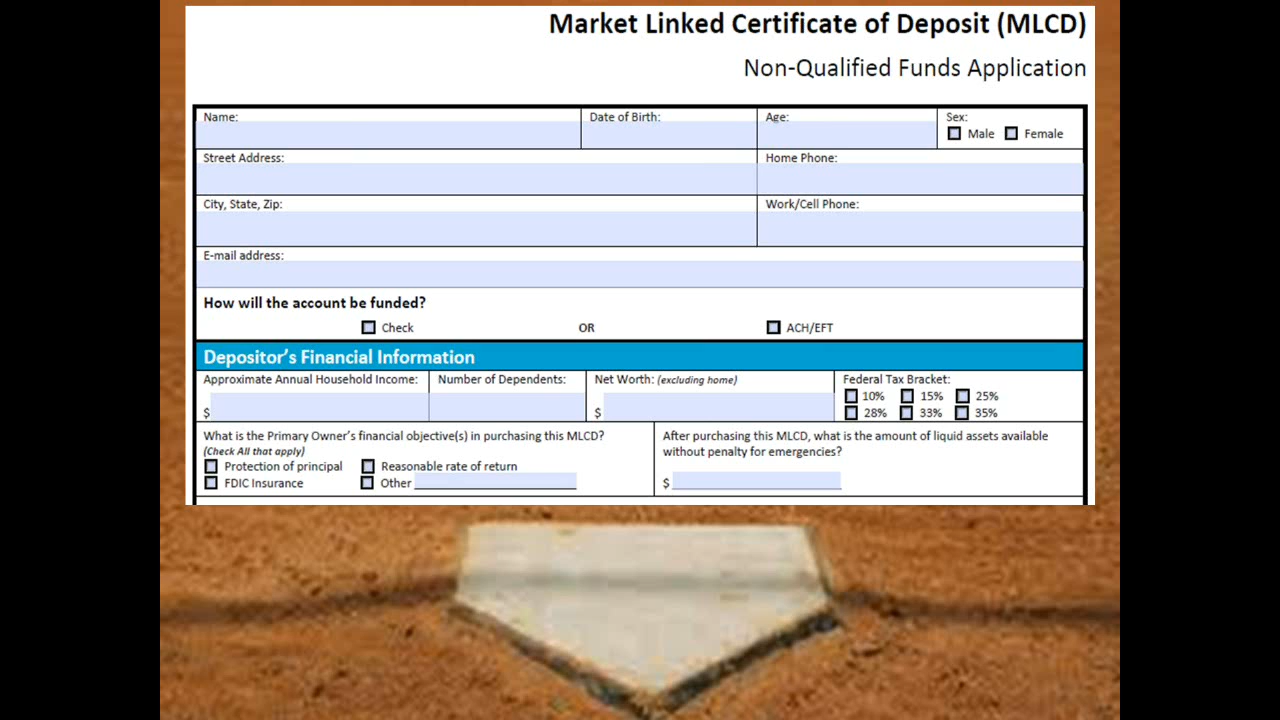 Market Linked Certificate of Deposit (MLCD)
Non-Qualified Funds Application
Name: Date of Birth: Age: Sex:
Male Female
Street Address: Home Phone:
City, State, Zip: Work/Cell Phone:
E-mail address:
How will the account be funded?
Check OR ACH/EFT
Depositor's Financial Information
Approximate Annual Household Income: Number of Dependents: Net Worth: (excluding home) Federal Tax Bracket:
10% 15% 25%
$ $ 28% 33% 35%
What is the Primary Owner's financial objective(s) in purchasing this MLCD?
(Check All that apply)
Protection of principal Reasonable rate of return
FDIC Insurance Other
After purchasing this MLCD, what is the amount of liquid assets available
without penalty for emergencies?
$